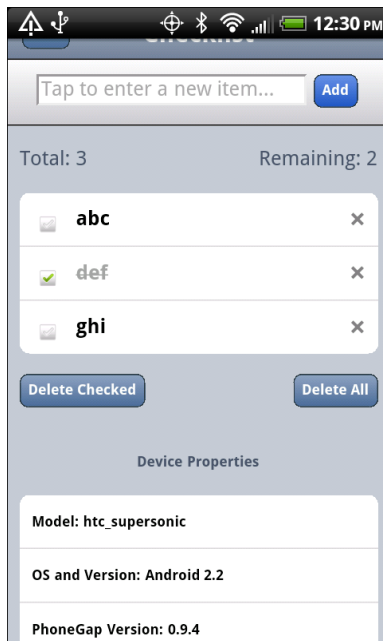 12:30 PM
Checklist
Tap to enter a new item...
Add
Total: 3
Remaining: 2
abc
def
ghi
Delete Checked
Delete All
Device Properties
Model: htc_supersonic
OS and Version: Android 2.2
PhoneGap Version: 0.9.4